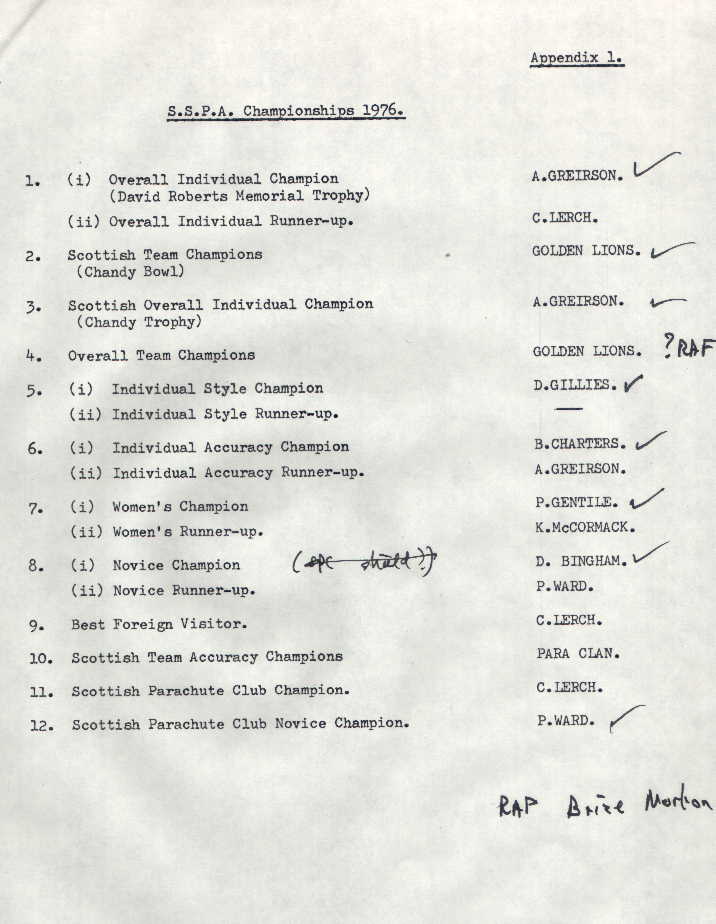 Appendix 1.
S.S.P.A. Championships 1976.
1. (i) Overall Individual Champion A.GREIRSON. ✓
(David Roberts Memorial Trophy)
(ii) Overall Individual Runner-up. C.LERCH.
2. Scottish Team Champions GOLDEN LIONS. ✓
(Chandy Bowl)
3. Scottish Overall Individual Champion A.GREIRSON. ✓
(Chandy Trophy)
4. Overall Team Champions GOLDEN LIONS. ? RAF
5. (i) Individual Style Champion D.GILLIES. ✓
(ii) Individual Style Runner-up. —
6. (i) Individual Accuracy Champion B.CHARTERS. ✓
(ii) Individual Accuracy Runner-up. A.GREIRSON.
7. (i) Women's Champion P.GENTILE. ✓
(ii) Women's Runner-up. K.McCORMACK.
8. (i) Novice Champion (spc shield?) D. BINGHAM. ✓
(ii) Novice Runner-up. P.WARD.
9. Best Foreign Visitor. C.LERCH.
10. Scottish Team Accuracy Champions PARA CLAN.
11. Scottish Parachute Club Champion. C.LERCH.
12. Scottish Parachute Club Novice Champion. P.WARD. ✓
RAP Brize Morton